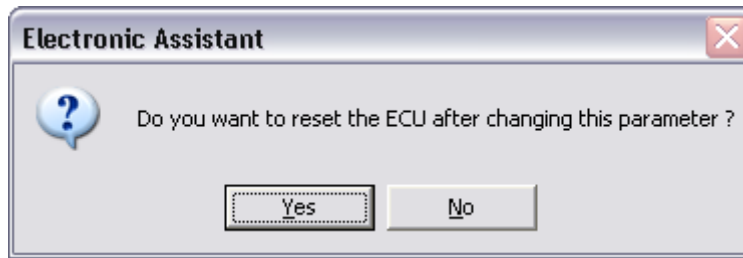 Electronic Assistant
Do you want to reset the ECU after changing this parameter ?
Yes
No